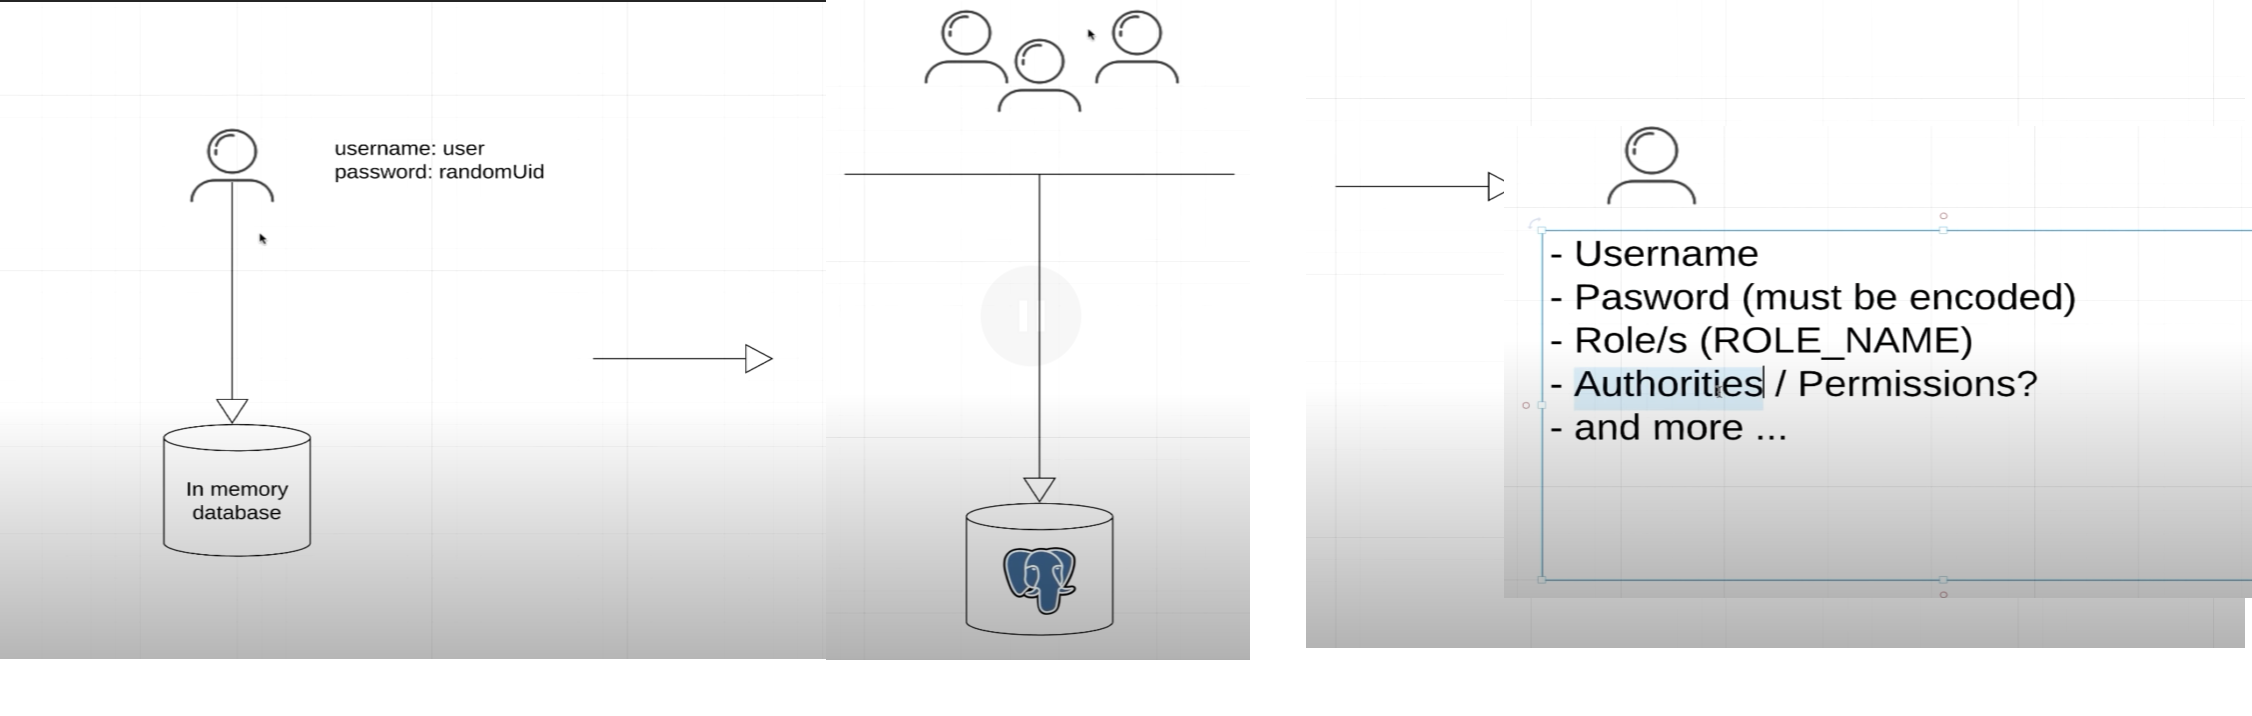 username: user
password: randomUid
In memory
database
- Username
- Pasword (must be encoded)
- Role/s (ROLE_NAME)
- Authorities / Permissions?
- and more ...